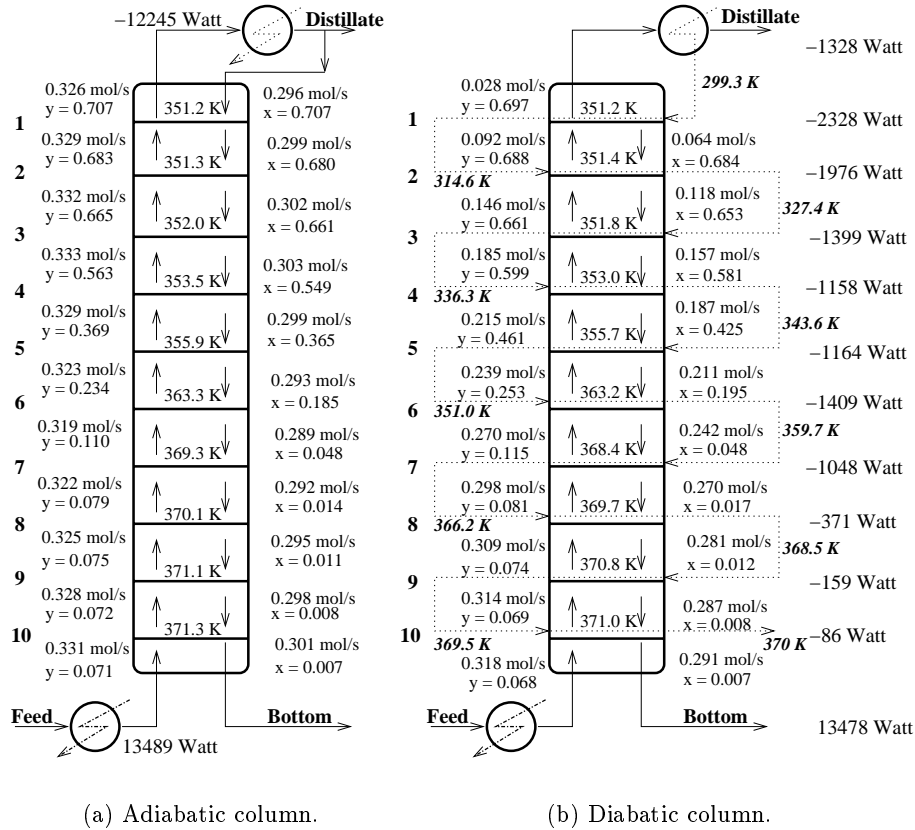 −12245 Watt
Distillate
0.326 mol/s
y = 0.707
351.2 K
0.296 mol/s
x = 0.707
1
0.329 mol/s
y = 0.683
351.3 K
0.299 mol/s
x = 0.680
2
0.332 mol/s
y = 0.665
352.0 K
0.302 mol/s
x = 0.661
3
0.333 mol/s
y = 0.563
353.5 K
0.303 mol/s
x = 0.549
4
0.329 mol/s
y = 0.369
355.9 K
0.299 mol/s
x = 0.365
5
0.323 mol/s
y = 0.234
363.3 K
0.293 mol/s
x = 0.185
6
0.319 mol/s
y = 0.110
369.3 K
0.289 mol/s
x = 0.048
7
0.322 mol/s
y = 0.079
370.1 K
0.292 mol/s
x = 0.014
8
0.325 mol/s
y = 0.075
371.1 K
0.295 mol/s
x = 0.011
9
0.328 mol/s
y = 0.072
371.3 K
0.298 mol/s
x = 0.008
10
0.331 mol/s
y = 0.071
0.301 mol/s
x = 0.007
Feed
Bottom
13489 Watt
(a) Adiabatic column.
Distillate
−1328 Watt
299.3 K
0.028 mol/s
y = 0.697
351.2 K
1
−2328 Watt
0.092 mol/s
y = 0.688
351.4 K
0.064 mol/s
x = 0.684
2
314.6 K
−1976 Watt
0.146 mol/s
y = 0.661
351.8 K
0.118 mol/s
x = 0.653
327.4 K
3
−1399 Watt
0.185 mol/s
y = 0.599
353.0 K
0.157 mol/s
x = 0.581
4
336.3 K
−1158 Watt
0.215 mol/s
y = 0.461
355.7 K
0.187 mol/s
x = 0.425
343.6 K
5
−1164 Watt
0.239 mol/s
y = 0.253
363.2 K
0.211 mol/s
x = 0.195
6
351.0 K
−1409 Watt
0.270 mol/s
y = 0.115
368.4 K
0.242 mol/s
x = 0.048
359.7 K
7
−1048 Watt
0.298 mol/s
y = 0.081
369.7 K
0.270 mol/s
x = 0.017
8
366.2 K
−371 Watt
0.309 mol/s
y = 0.074
370.8 K
0.281 mol/s
x = 0.012
368.5 K
9
−159 Watt
0.314 mol/s
y = 0.069
371.0 K
0.287 mol/s
x = 0.008
10
369.5 K
370 K
−86 Watt
0.318 mol/s
y = 0.068
0.291 mol/s
x = 0.007
Feed
Bottom
13478 Watt
(b) Diabatic column.